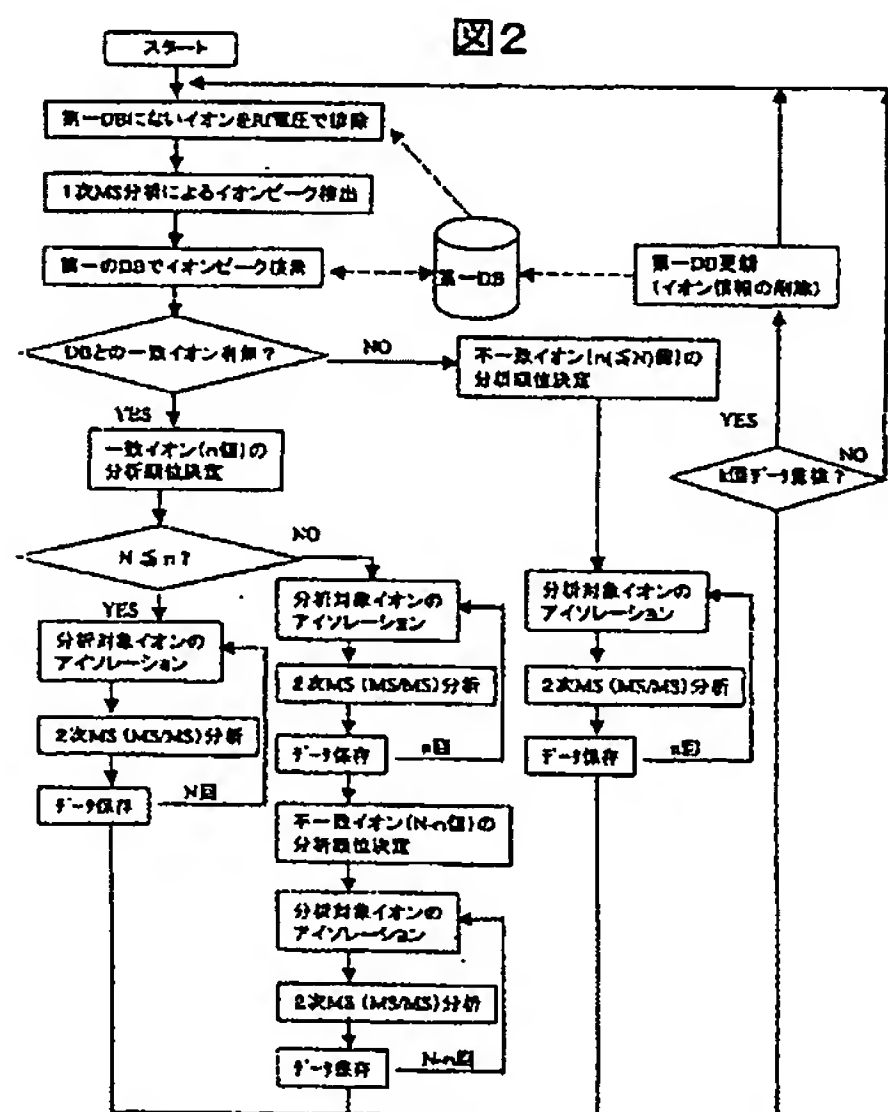 図2
スタート
第一DBにないイオンをRf電圧で排除
1次MS分析によるイオンピーク検出
第一のDBでイオンピーク検索
第一DB
第一DB更新
(イオン情報の削除)
DBとの一致イオン有無?
NO
不一致イオン[n(≦N)個]の
分析順位決定
YES
YES
一致イオン(n個)の
分析順位決定
k回データ蓄積?
NO
N≦n?
NO
YES
分析対象イオンの
アイソレーション
2次MS (MS/MS)分析
データ保存
N回
分析対象イオンの
アイソレーション
2次MS (MS/MS)分析
データ保存
n回
不一致イオン(N-n個)の
分析順位決定
分析対象イオンの
アイソレーション
2次MS (MS/MS)分析
データ保存
N-n回
分析対象イオンの
アイソレーション
2次MS (MS/MS)分析
データ保存
n回